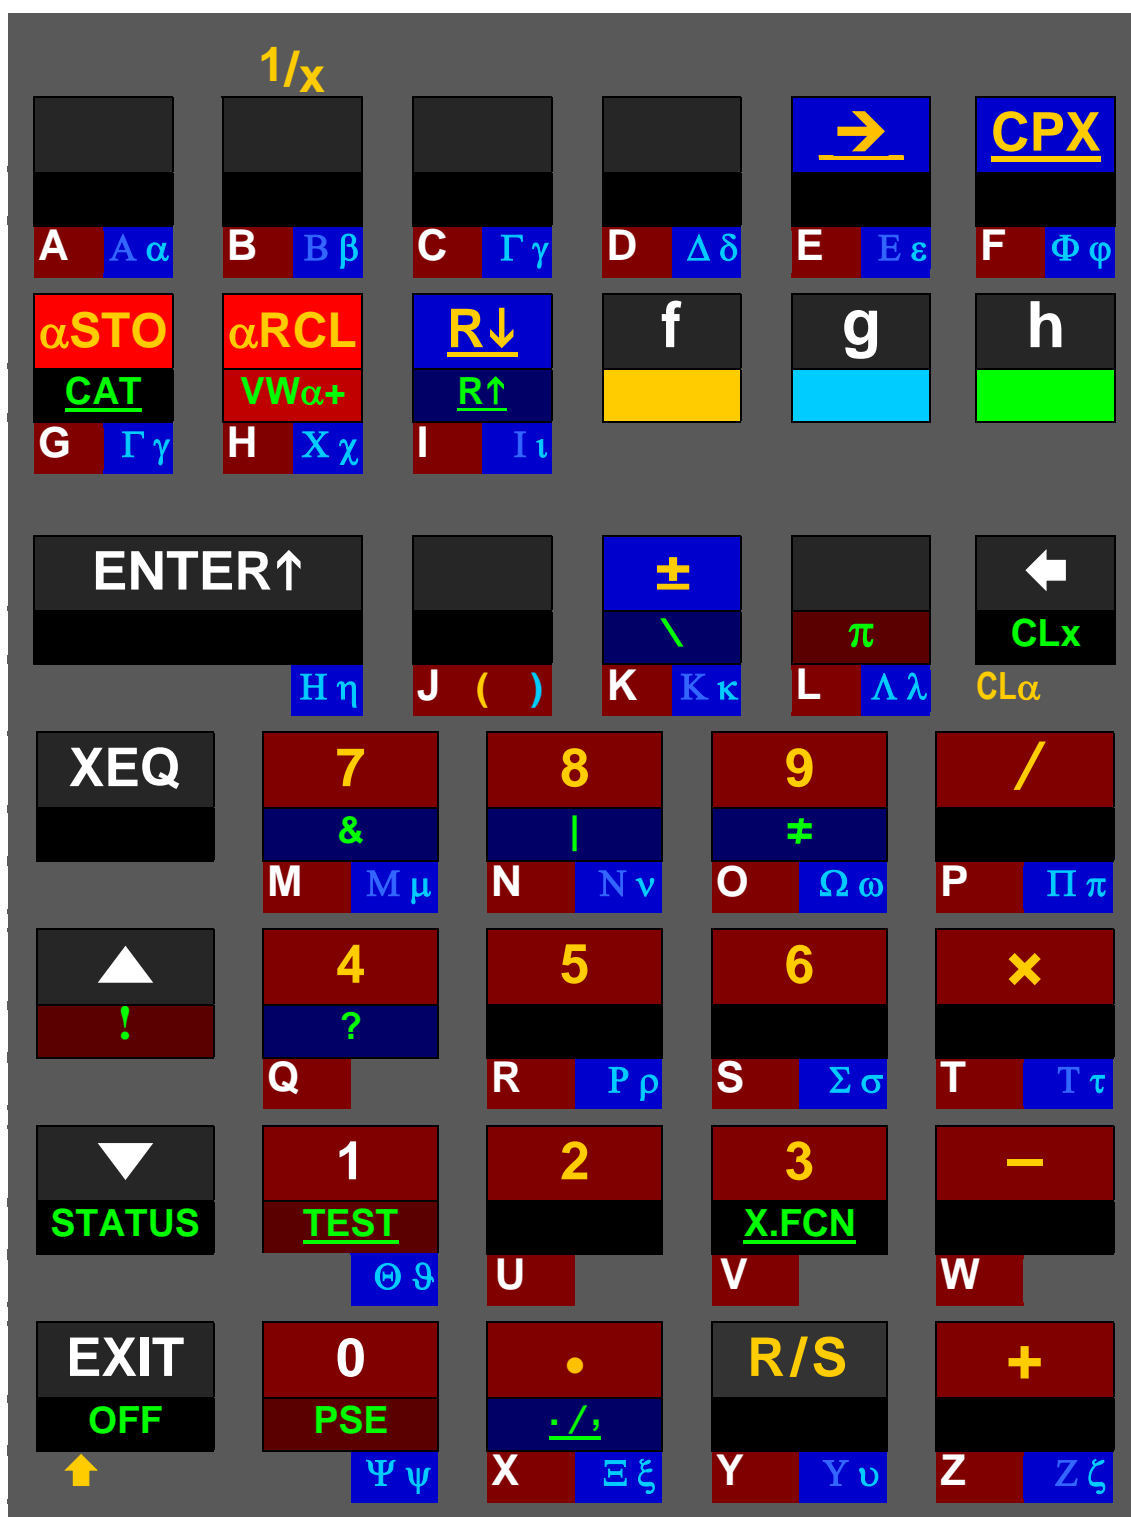 1/x
→ CPX
A Α α B Β β C Γ γ D Δ δ E Ε ε F Φ φ
αSTO αRCL R↓ f g h
CAT VWα+ R↑
G Γ γ H Χ χ I Ι ι
ENTER↑ ± ←
\ π CLx
Η η J ( ) K Κ κ L Λ λ CLα
XEQ 7 8 9 /
& | ≠
M Μ μ N Ν ν O Ω ω P Π π
▲ 4 5 6 ×
! ?
Q R Ρ ρ S Σ σ T Τ τ
▼ 1 2 3 −
STATUS TEST X.FCN
Θ ϑ U V W
EXIT 0 . R/S +
OFF PSE ./,
↑ Ψ ψ X Ξ ξ Y Υ υ Z Ζ ζ